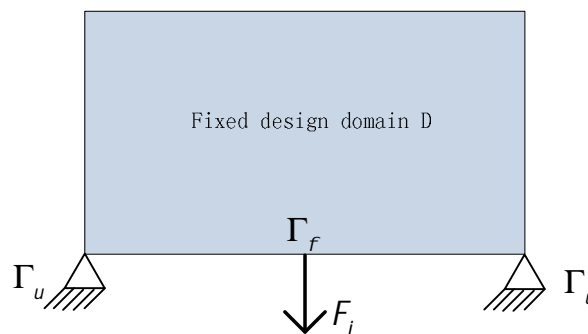 Fixed design domain D
Γf
Γu
Γ
Fi